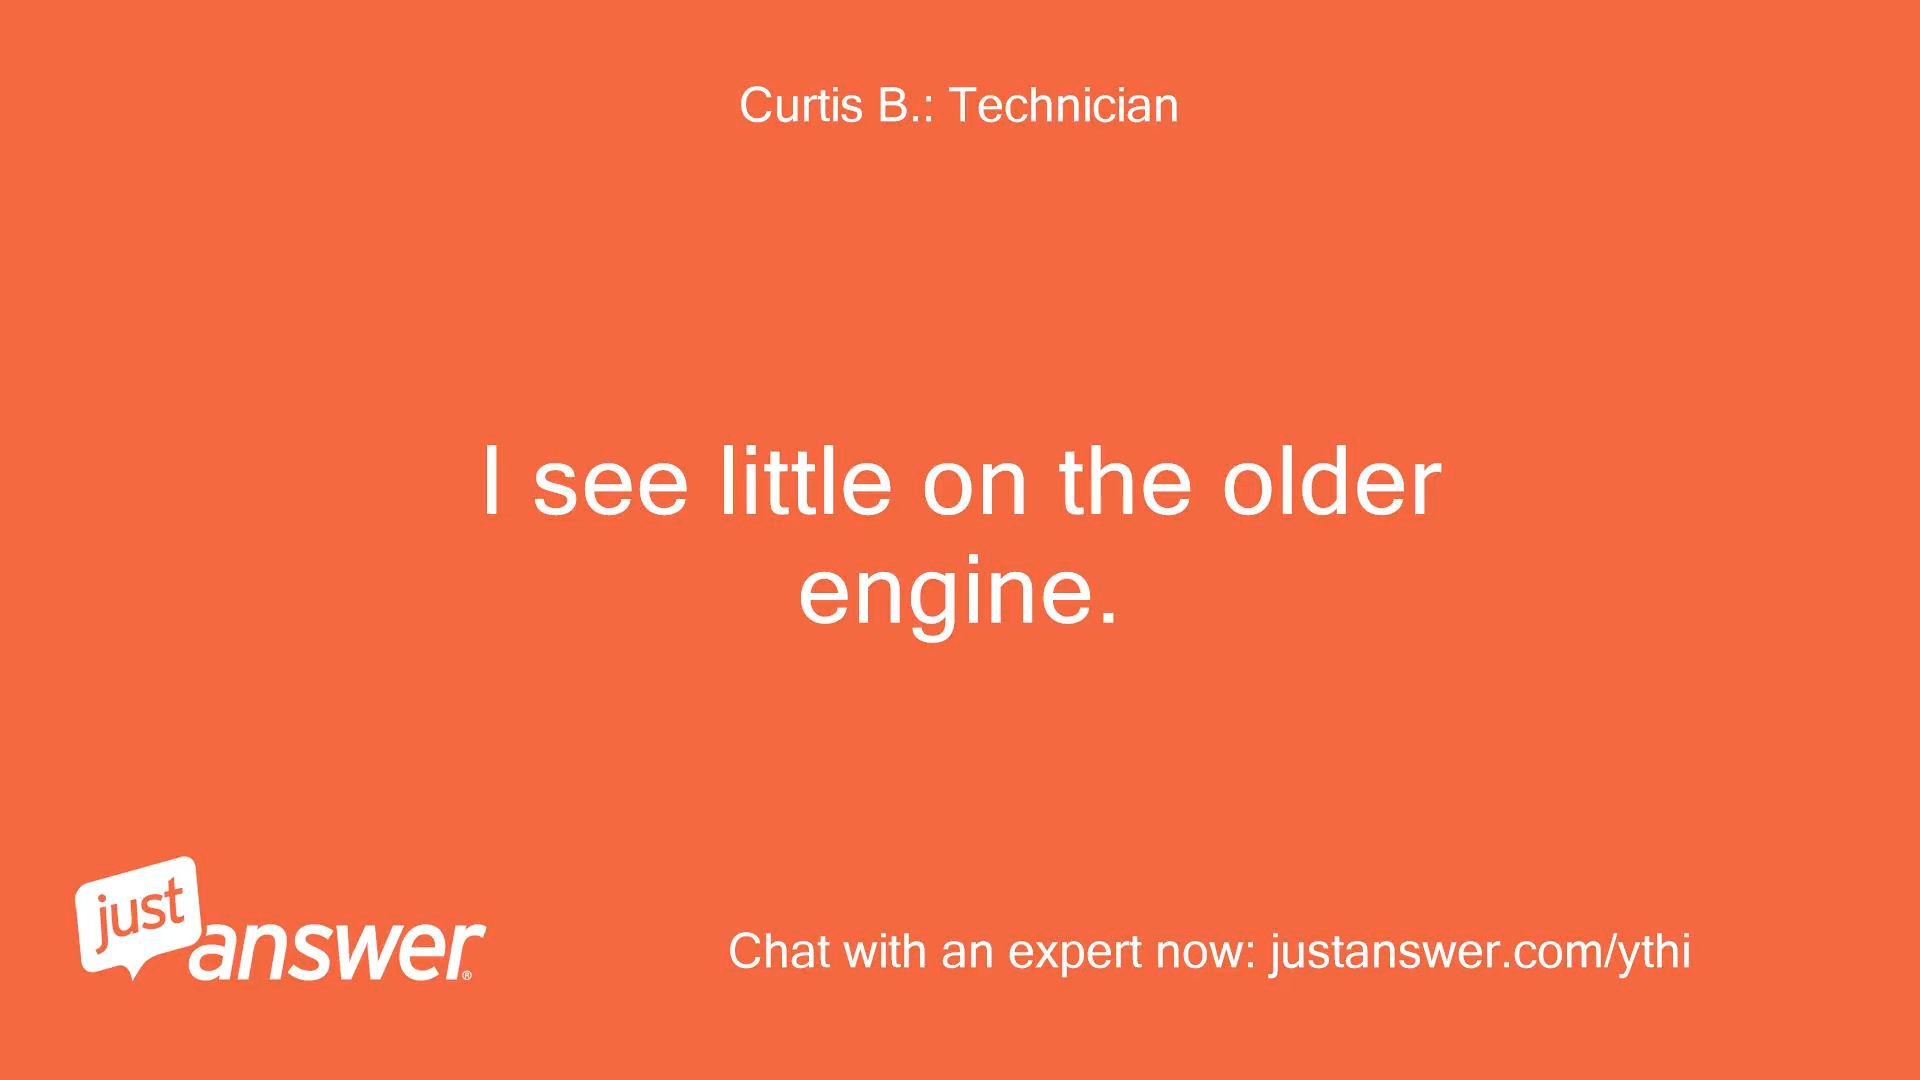 Curtis B.: Technician
I see little on the older
engine.
just
answer®
Chat with an expert now: justanswer.com/ythi